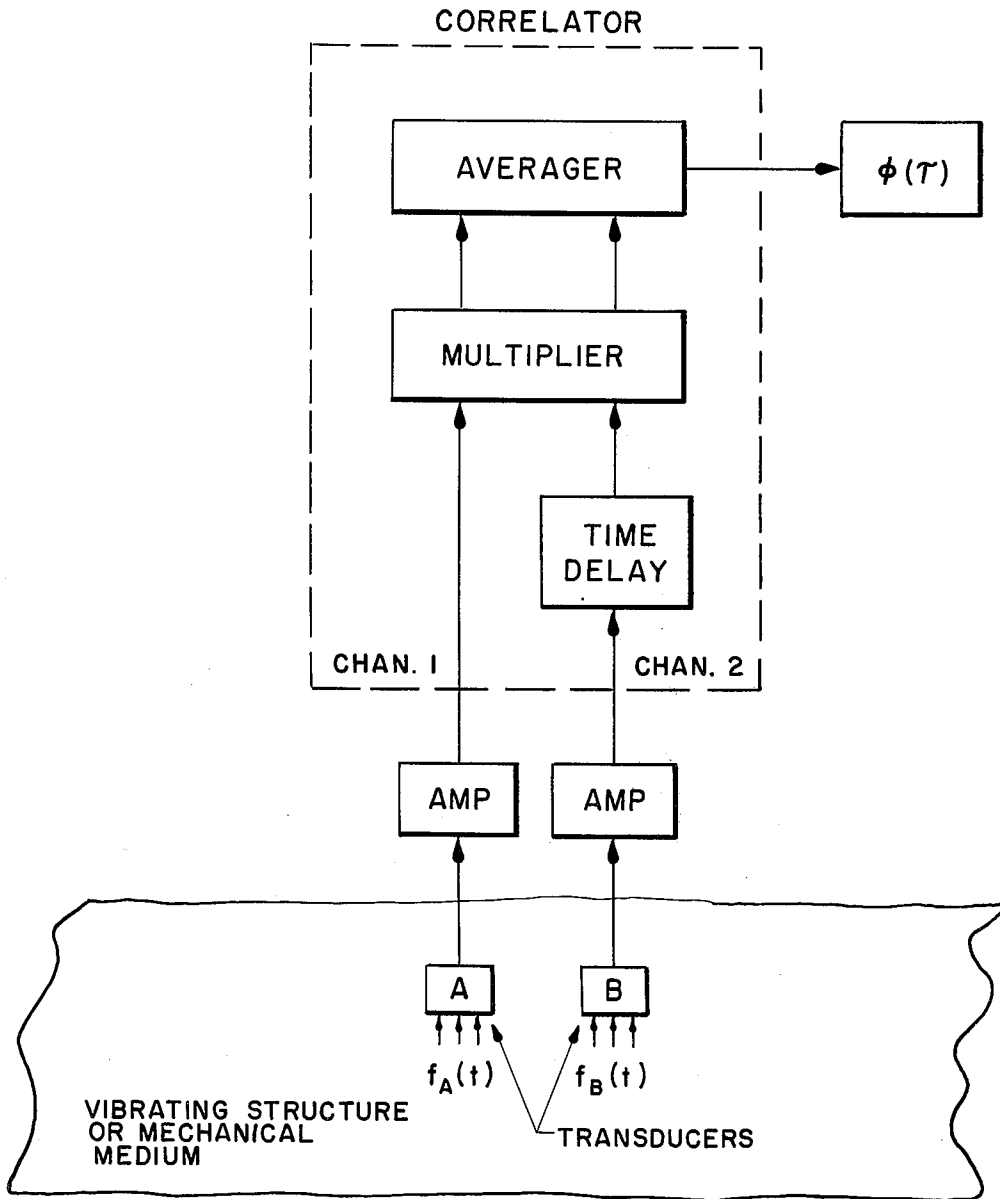 CORRELATOR
AVERAGER
ϕ(τ)
MULTIPLIER
TIME
DELAY
CHAN. 1
CHAN. 2
AMP
AMP
A
B
f_A(t)
f_B(t)
VIBRATING STRUCTURE
OR MECHANICAL
MEDIUM
TRANSDUCERS